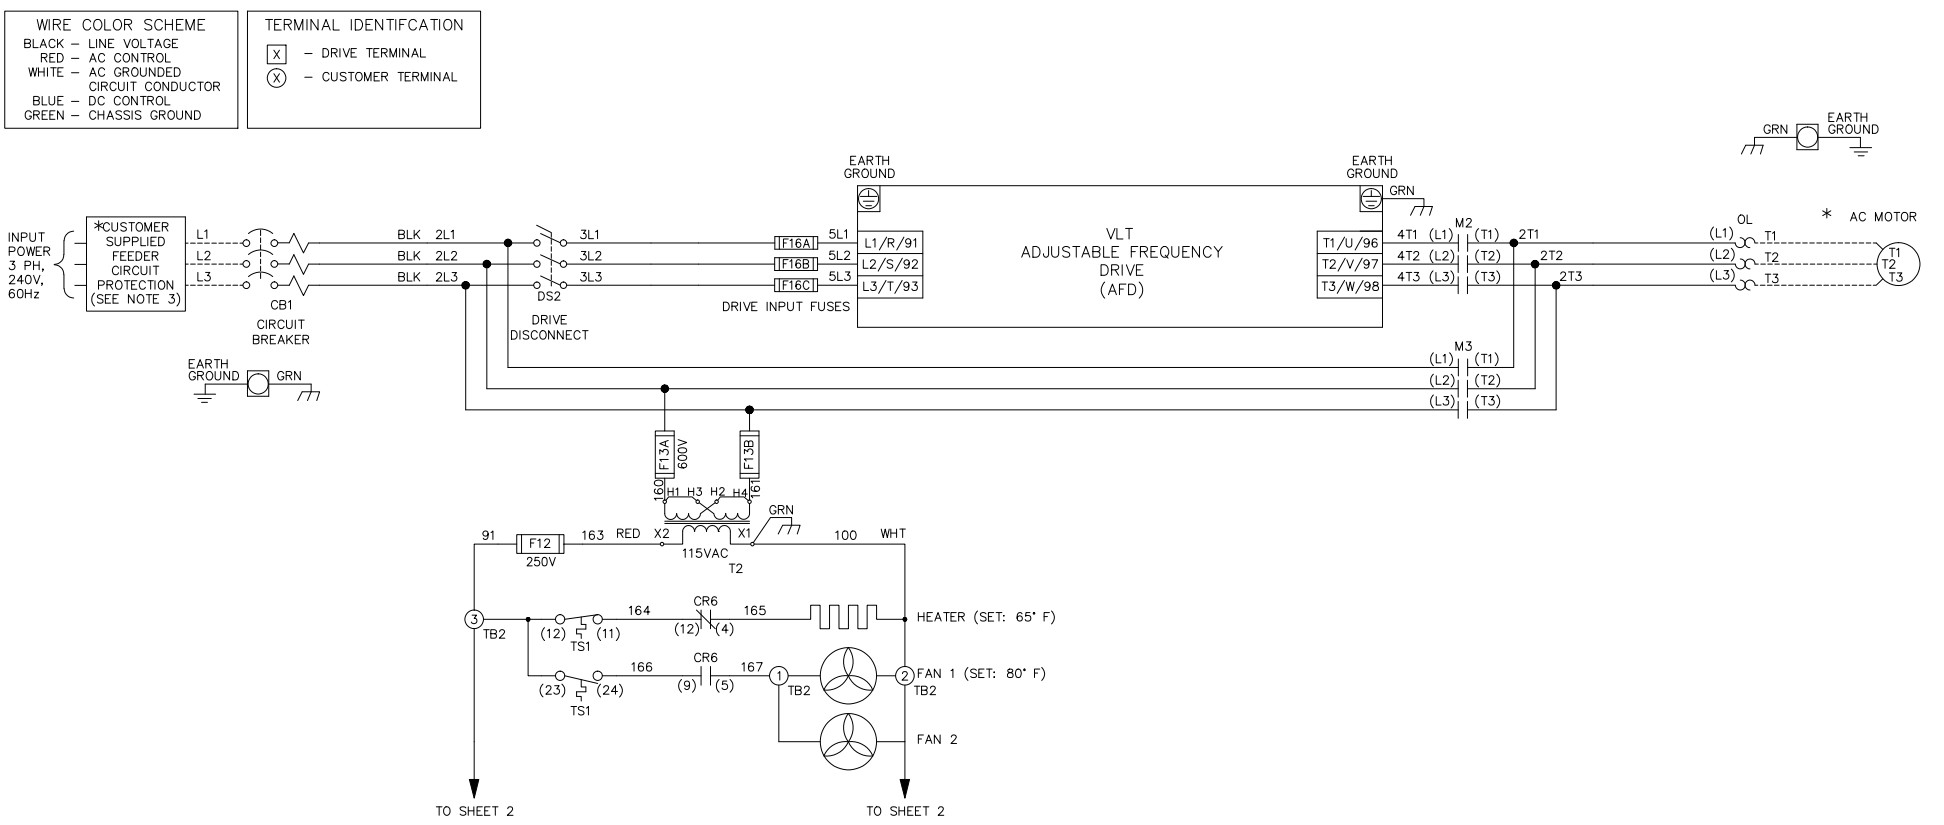 WIRE COLOR SCHEME
BLACK – LINE VOLTAGE
RED – AC CONTROL
WHITE – AC GROUNDED
CIRCUIT CONDUCTOR
BLUE – DC CONTROL
GREEN – CHASSIS GROUND
TERMINAL IDENTIFCATION
X – DRIVE TERMINAL
X – CUSTOMER TERMINAL
GRN
EARTH
GROUND
INPUT
POWER
3 PH,
240V,
60Hz
*CUSTOMER
SUPPLIED
FEEDER
CIRCUIT
PROTECTION
(SEE NOTE 3)
L1
L2
L3
CB1
CIRCUIT
BREAKER
BLK 2L1
BLK 2L2
BLK 2L3
DS2
DRIVE
DISCONNECT
3L1
3L2
3L3
F16A
F16B
F16C
DRIVE INPUT FUSES
5L1
5L2
5L3
EARTH
GROUND
L1/R/91
L2/S/92
L3/T/93
VLT
ADJUSTABLE FREQUENCY
DRIVE
(AFD)
EARTH
GROUND
GRN
T1/U/96
T2/V/97
T3/W/98
4T1 (L1)
4T2 (L2)
4T3 (L3)
M2
(T1) 2T1
(T2) 2T2
(T3) 2T3
OL
(L1) T1
(L2) T2
(L3) T3
* AC MOTOR
T1
T2
T3
EARTH
GROUND
GRN
M3
(L1) (T1)
(L2) (T2)
(L3) (T3)
F13A
600V
F13B
160
161
H1 H3 H2 H4
GRN
91
F12
250V
163 RED X2
X1
115VAC
T2
100 WHT
3
TB2
(12) (11)
TS1
164
CR6
(12) (4)
165
HEATER (SET: 65° F)
(23) (24)
TS1
166
CR6
(9) (5)
167
1
TB2
2
TB2
FAN 1 (SET: 80° F)
FAN 2
TO SHEET 2
TO SHEET 2